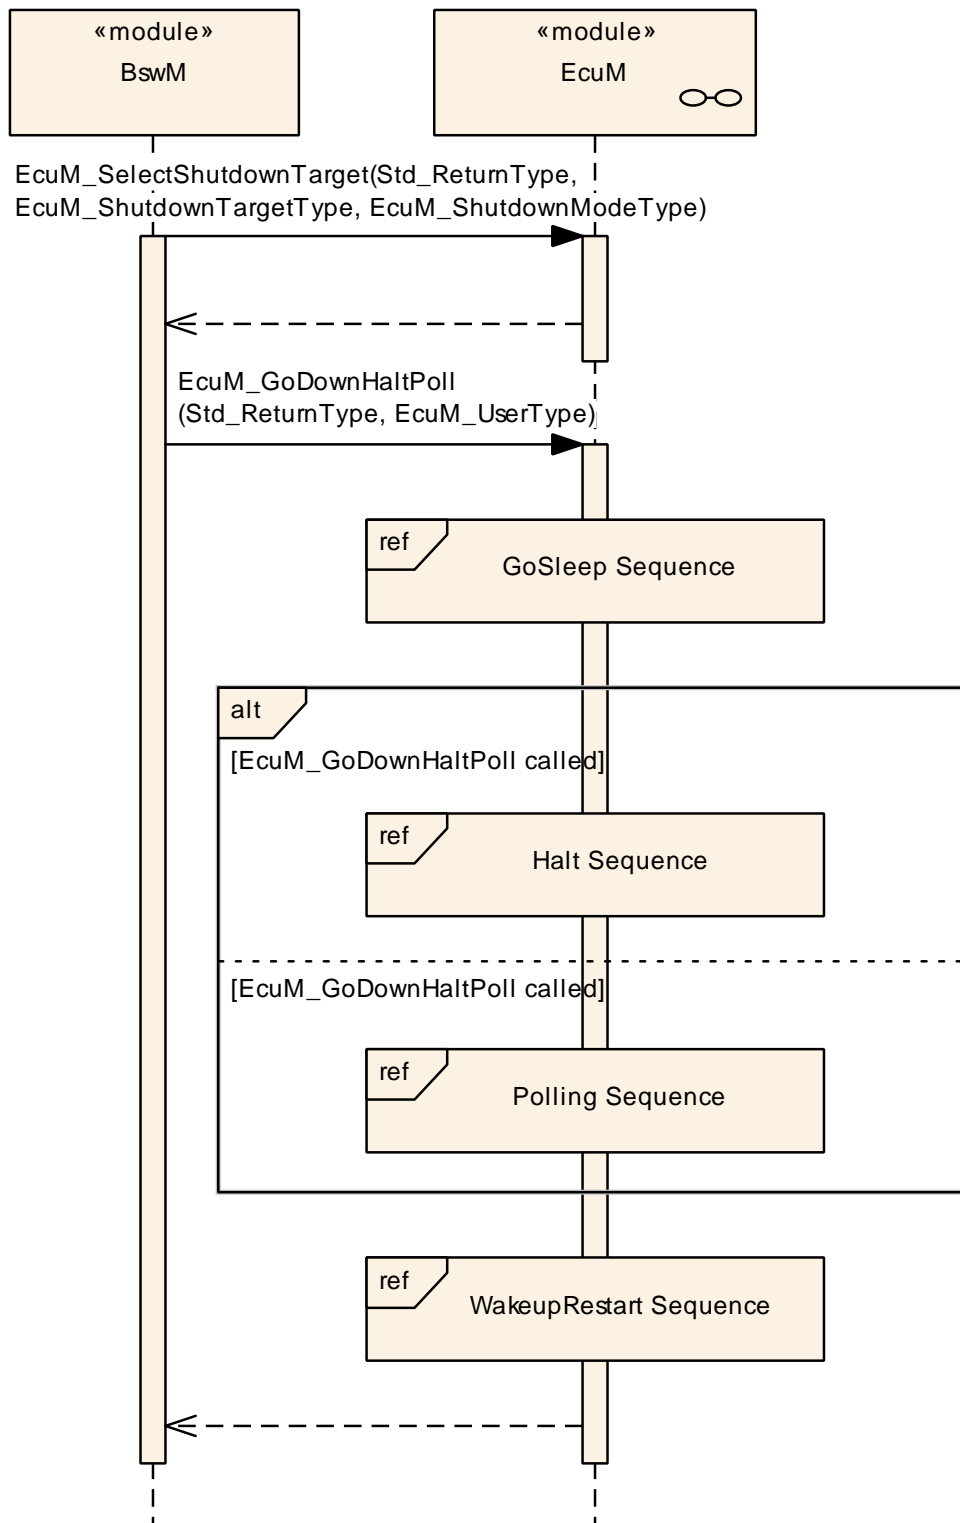 «module»
BswM
«module»
EcuM
EcuM_SelectShutdownTarget(Std_ReturnType,
EcuM_ShutdownTargetType, EcuM_ShutdownModeType)
EcuM_GoDownHaltPoll
(Std_ReturnType, EcuM_UserType)
ref
GoSleep Sequence
alt
[EcuM_GoDownHaltPoll called]
ref
Halt Sequence
[EcuM_GoDownHaltPoll called]
ref
Polling Sequence
ref
WakeupRestart Sequence